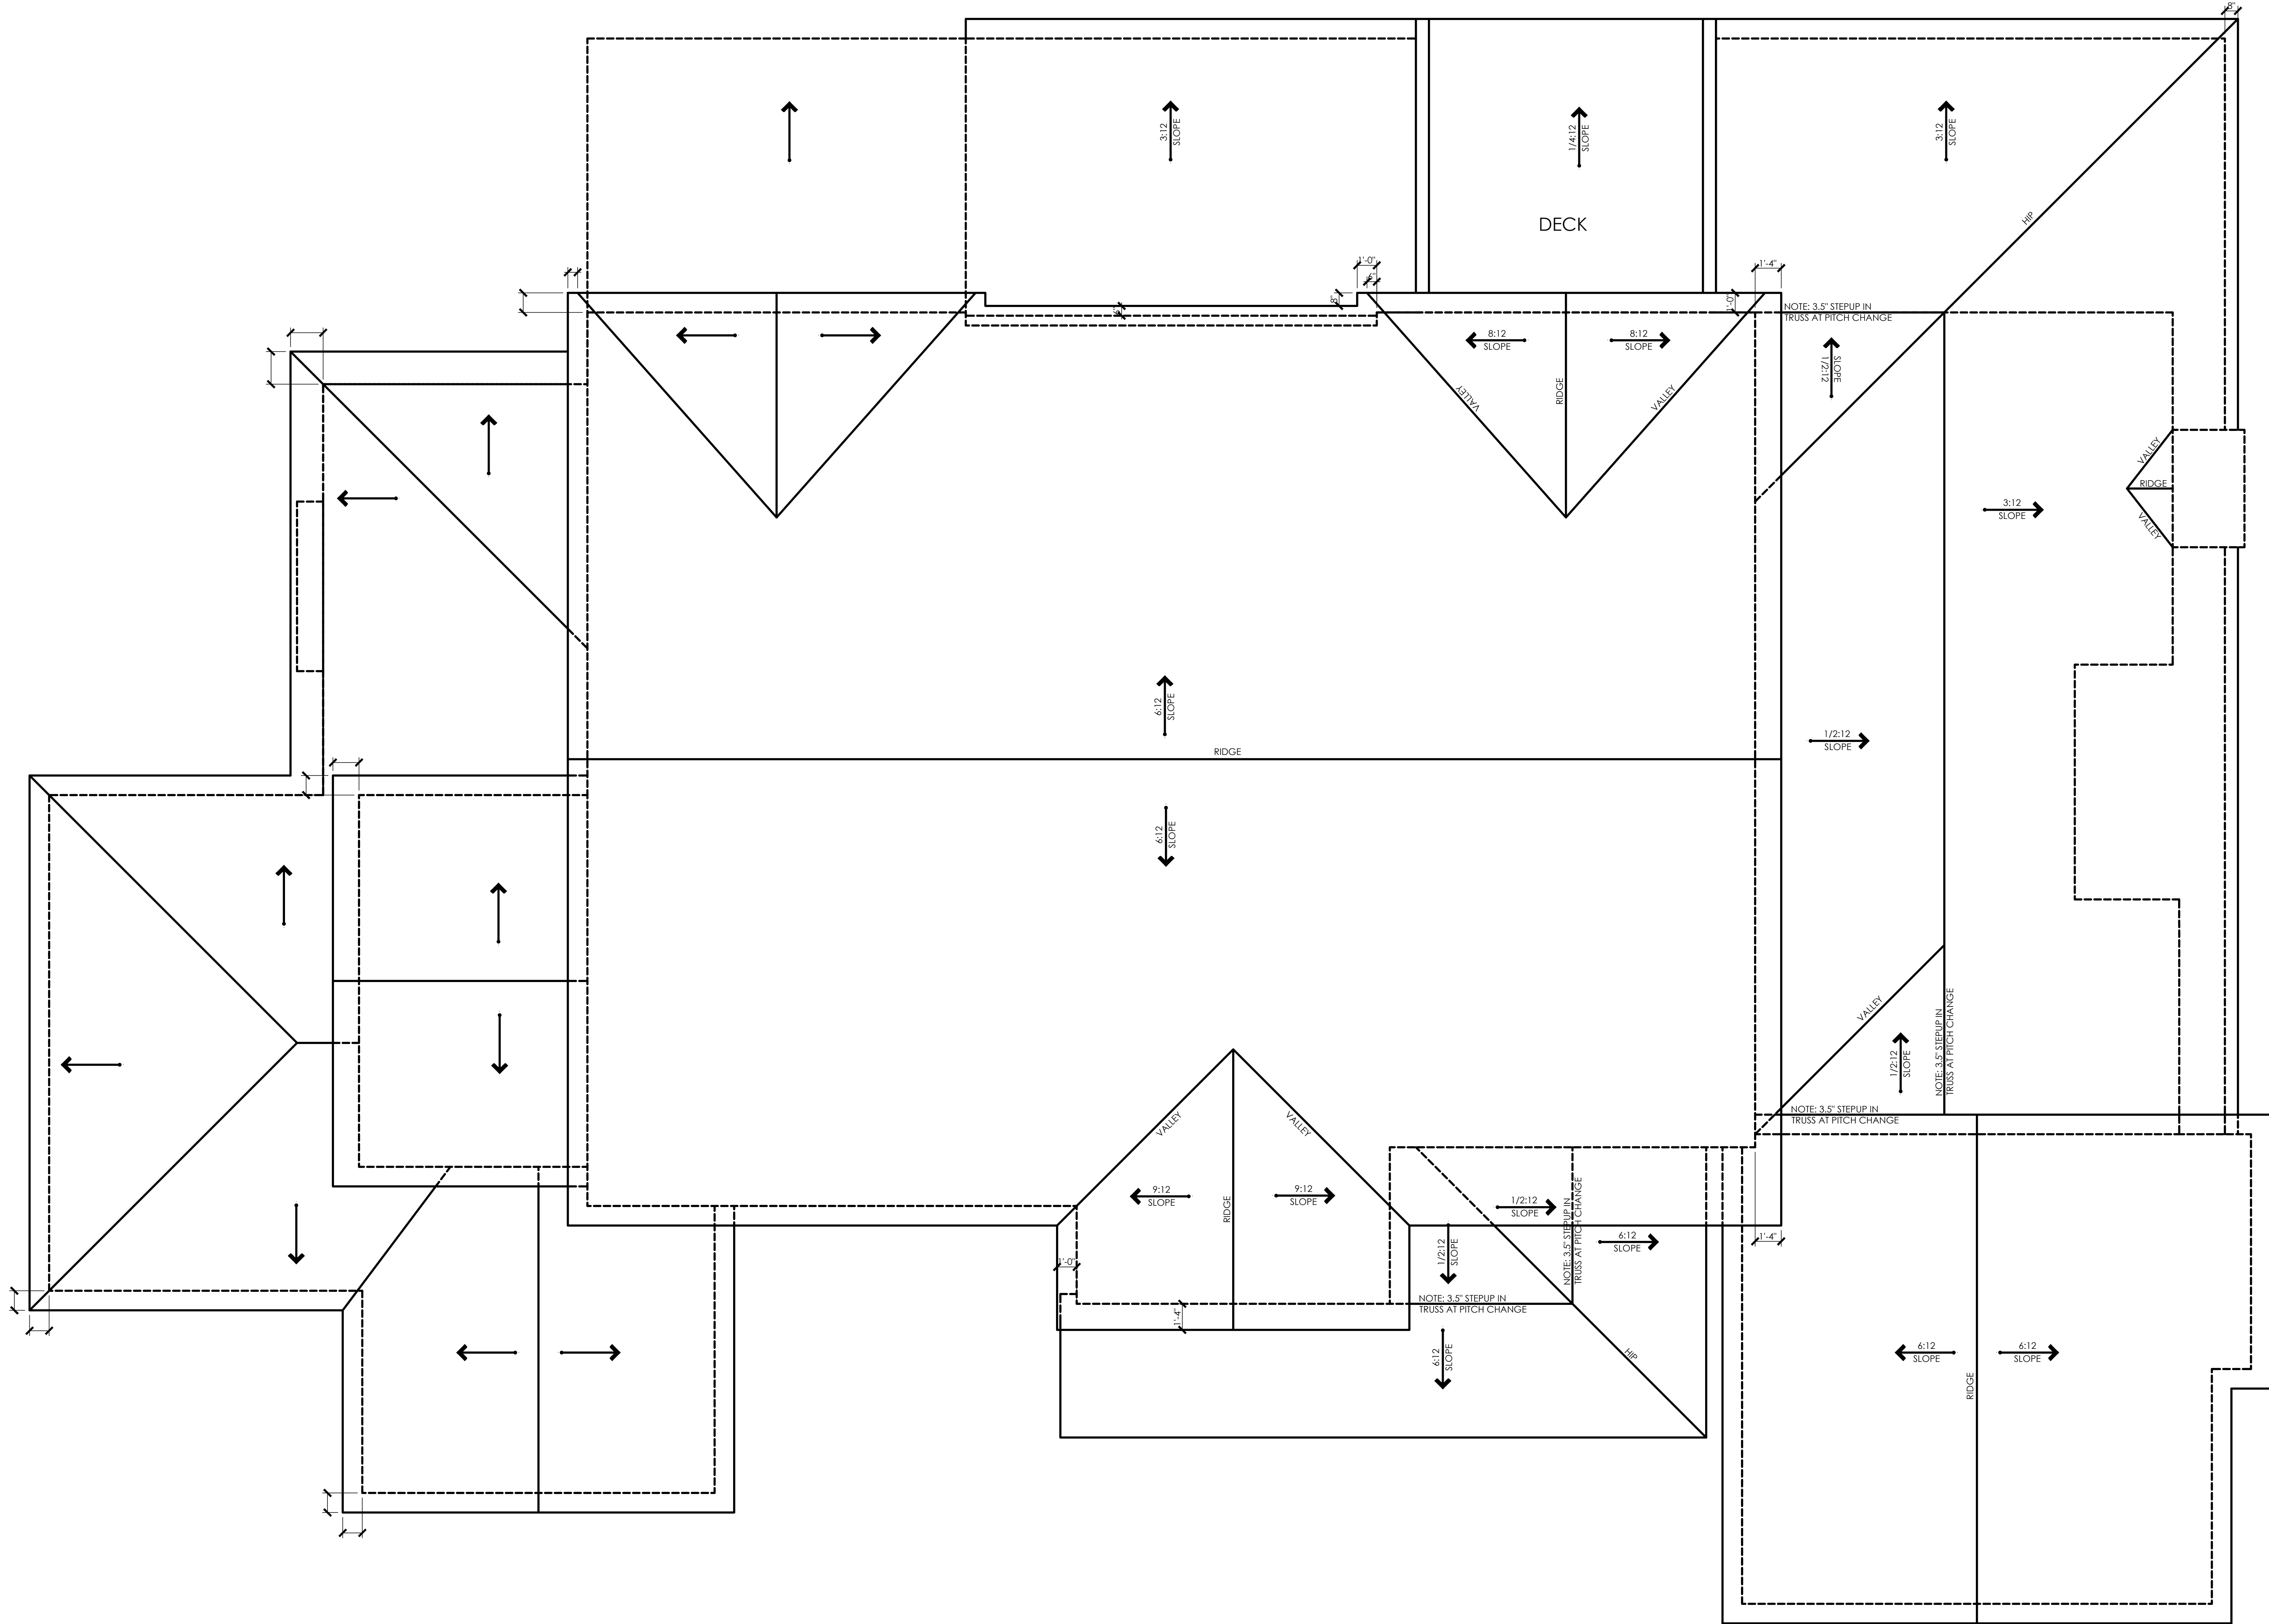 8"
3:12
SLOPE
1/4:12
SLOPE
3:12
SLOPE
DECK
HIP
1'-0"
6"
8"
6"
1'-4"
1'-0"
NOTE: 3.5" STEPUP IN
TRUSS AT PITCH CHANGE
8:12
SLOPE
8:12
SLOPE
SLOPE
1/2:12
VALLEY
RIDGE
VALLEY
VALLEY
RIDGE
VALLEY
3:12
SLOPE
6:12
SLOPE
RIDGE
1/2:12
SLOPE
6:12
SLOPE
VALLEY
1/2:12
SLOPE
NOTE: 3.5" STEPUP IN
TRUSS AT PITCH CHANGE
NOTE: 3.5" STEPUP IN
TRUSS AT PITCH CHANGE
VALLEY
VALLEY
9:12
SLOPE
RIDGE
9:12
SLOPE
1/2:12
SLOPE
NOTE: 3.5" STEPUP IN
TRUSS AT PITCH CHANGE
6:12
SLOPE
1/2:12
SLOPE
1'-4"
1'-0"
NOTE: 3.5" STEPUP IN
TRUSS AT PITCH CHANGE
1'-4"
6:12
SLOPE
HIP
6:12
SLOPE
RIDGE
6:12
SLOPE